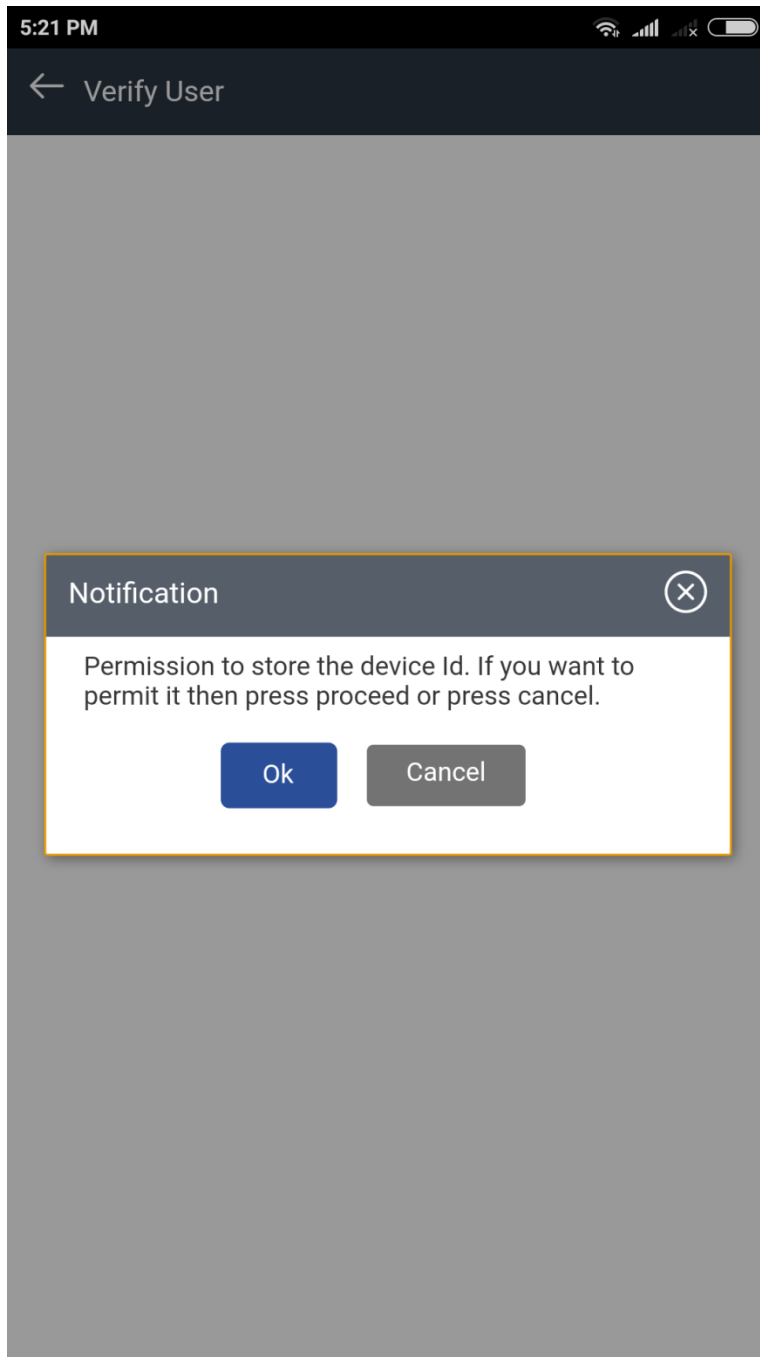 5:21 PM
Verify User
Notification
Permission to store the device Id. If you want to
permit it then press proceed or press cancel.
Ok
Cancel